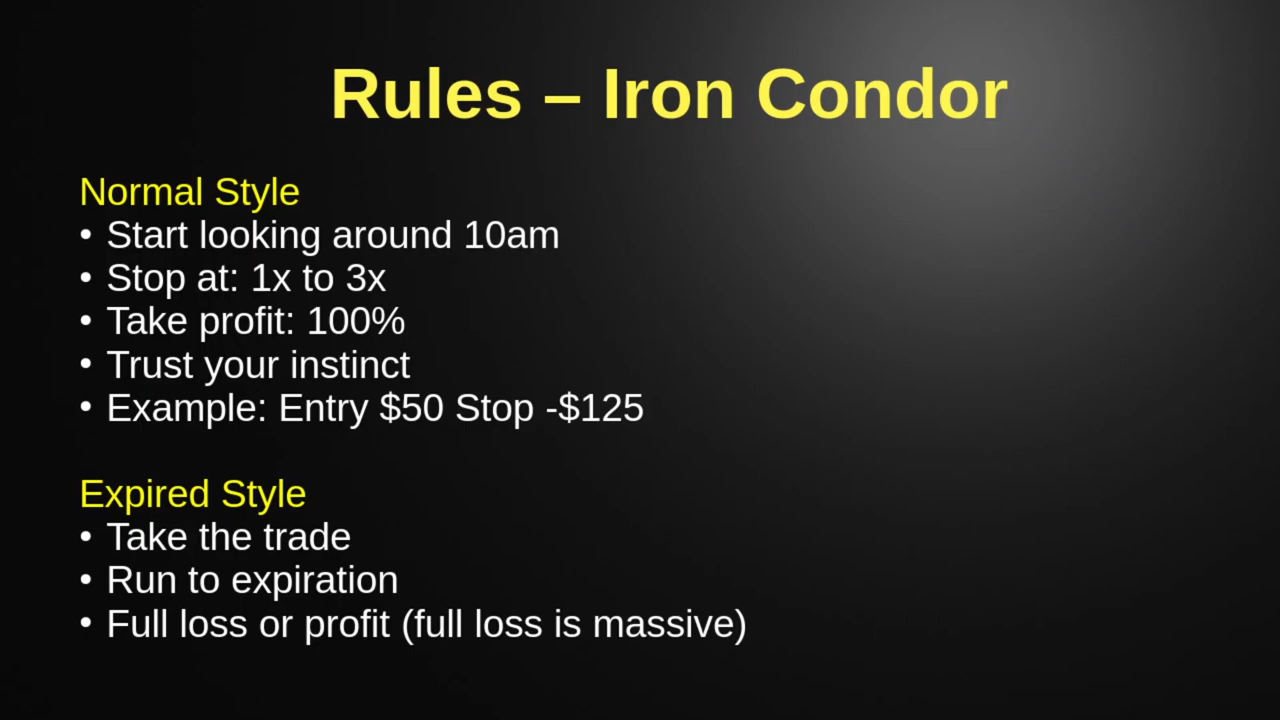 Rules – Iron Condor
Normal Style
• Start looking around 10am
• Stop at: 1x to 3x
• Take profit: 100%
• Trust your instinct
• Example: Entry $50 Stop -$125
Expired Style
• Take the trade
• Run to expiration
• Full loss or profit (full loss is massive)